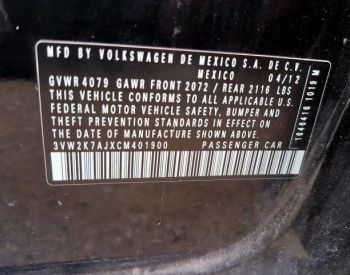 MFD BY VOLKSWAGEN DE MEXICO S.A. DE C.V.
MEXICO 04/12
GVWR 4079 GAWR FRONT 2072 / REAR 2116 LBS
THIS VEHICLE CONFORMS TO ALL APPLICABLE
FEDERAL MOTOR VEHICLE SAFETY, BUMPER AND
THEFT PREVENTION STANDARDS IN EFFECT ON
THE DATE OF MANUFACTURE SHOWN ABOVE
3VW2K7AJXCM401900 PASSENGER CAR
1646416 1019 M